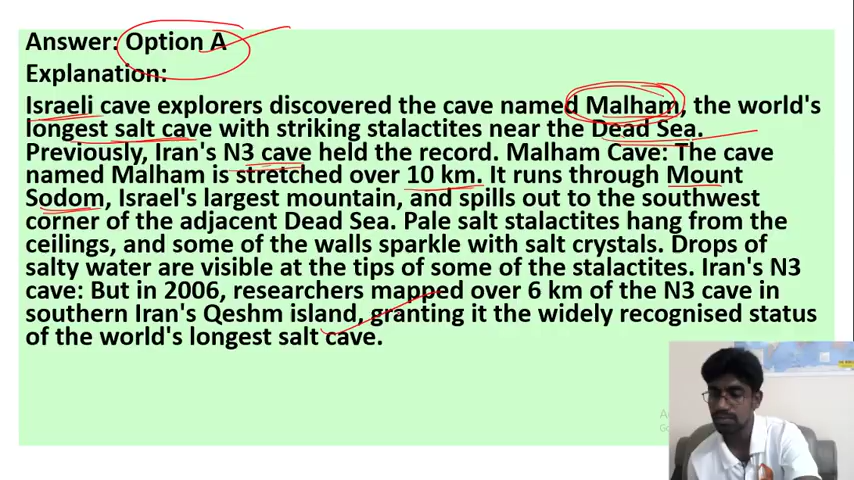 Answer: Option A
Explanation:
Israeli cave explorers discovered the cave named Malham, the world's
longest salt cave with striking stalactites near the Dead Sea.
Previously, Iran's N3 cave held the record. Malham Cave: The cave
named Malham is stretched over 10 km. It runs through Mount
Sodom, Israel's largest mountain, and spills out to the southwest
corner of the adjacent Dead Sea. Pale salt stalactites hang from the
ceilings, and some of the walls sparkle with salt crystals. Drops of
salty water are visible at the tips of some of the stalactites. Iran's N3
cave: But in 2006, researchers mapped over 6 km of the N3 cave in
southern Iran's Qeshm island, granting it the widely recognised status
of the world's longest salt cave.